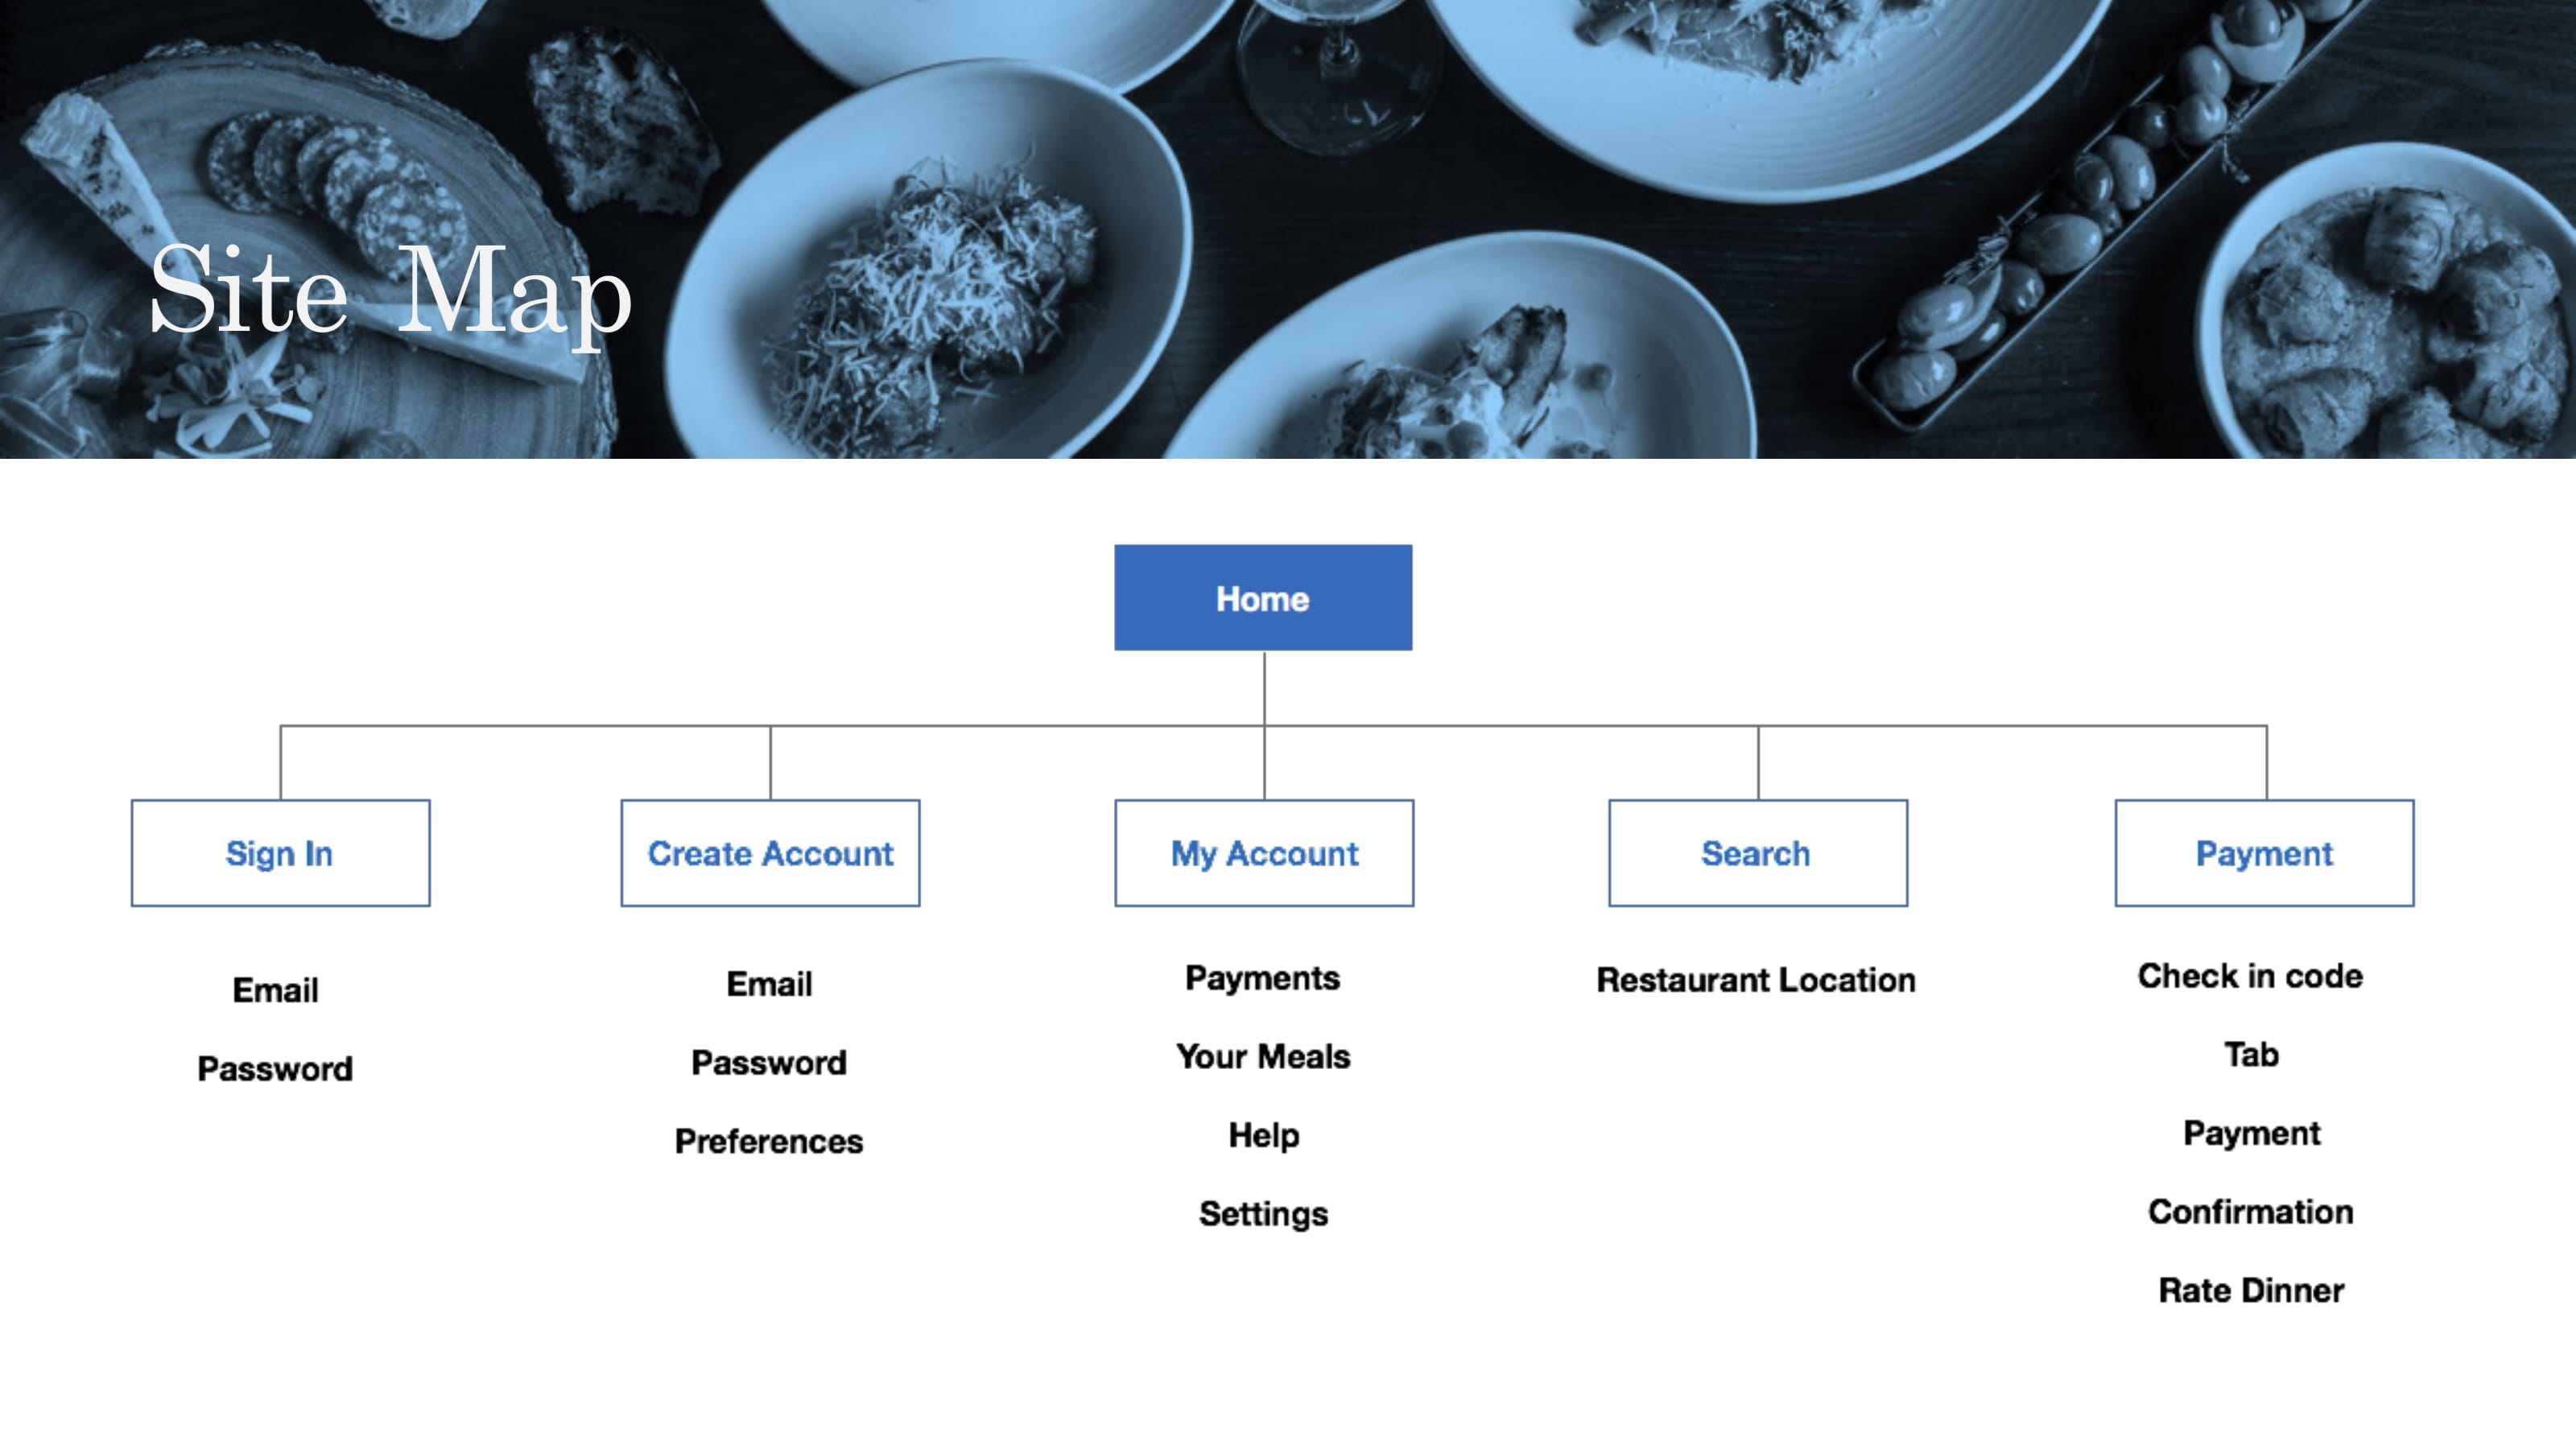 Site Map
Home
Sign In
Create Account
My Account
Search
Payment
Email
Password
Email
Password
Preferences
Payments
Your Meals
Help
Settings
Restaurant Location
Check in code
Tab
Payment
Confirmation
Rate Dinner